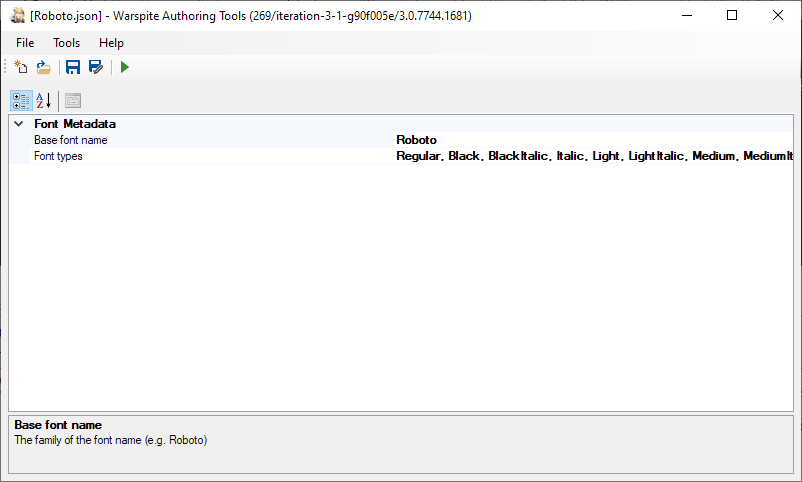 [Roboto.json] - Warspite Authoring Tools (269/iteration-3-1-g90f005e/3.0.7744.1681)
File Tools Help
Font Metadata
Base font name Roboto
Font types Regular, Black, BlackItalic, Italic, Light, LightItalic, Medium, MediumIt
Base font name
The family of the font name (e.g. Roboto)